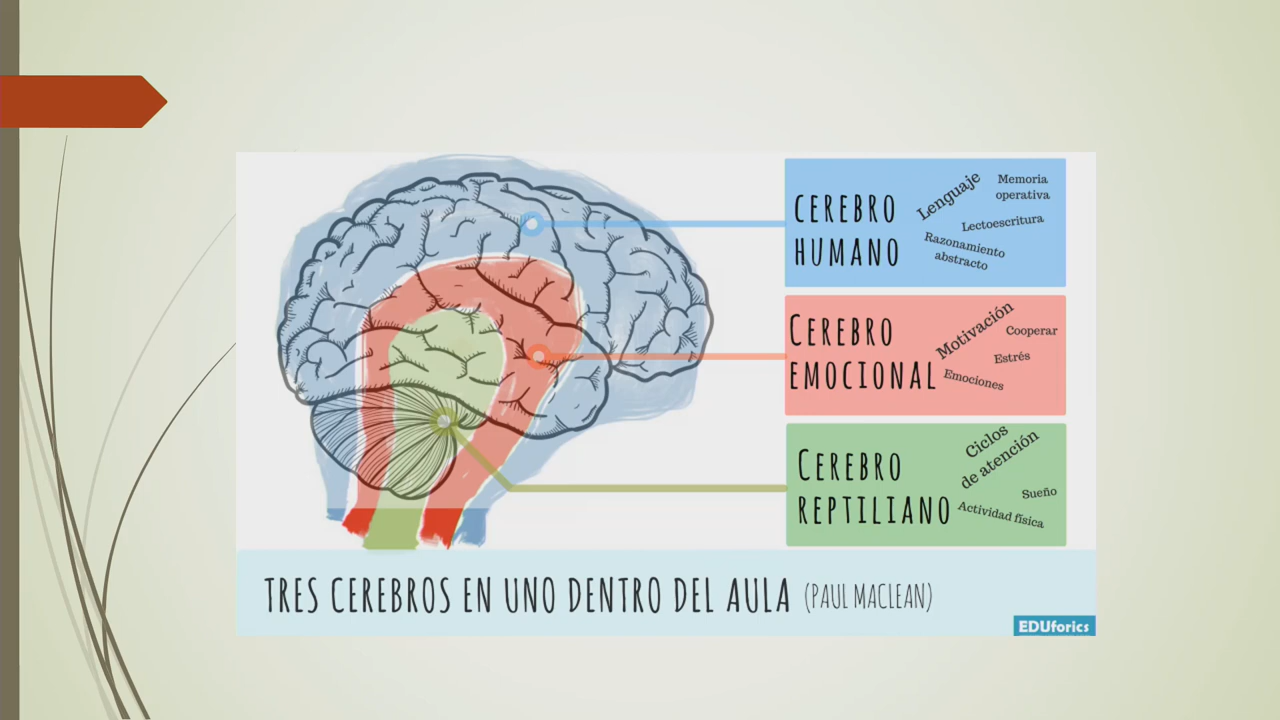 CEREBRO
HUMANO
Lenguaje
Memoria
operativa
Lectoescritura
Razonamiento
abstracto
CEREBRO
EMOCIONAL
Motivación
Cooperar
Estrés
Emociones
CEREBRO
REPTILIANO
Ciclos
de atención
Sueño
Actividad física
TRES CEREBROS EN UNO DENTRO DEL AULA (PAUL MACLEAN)
EDUforics